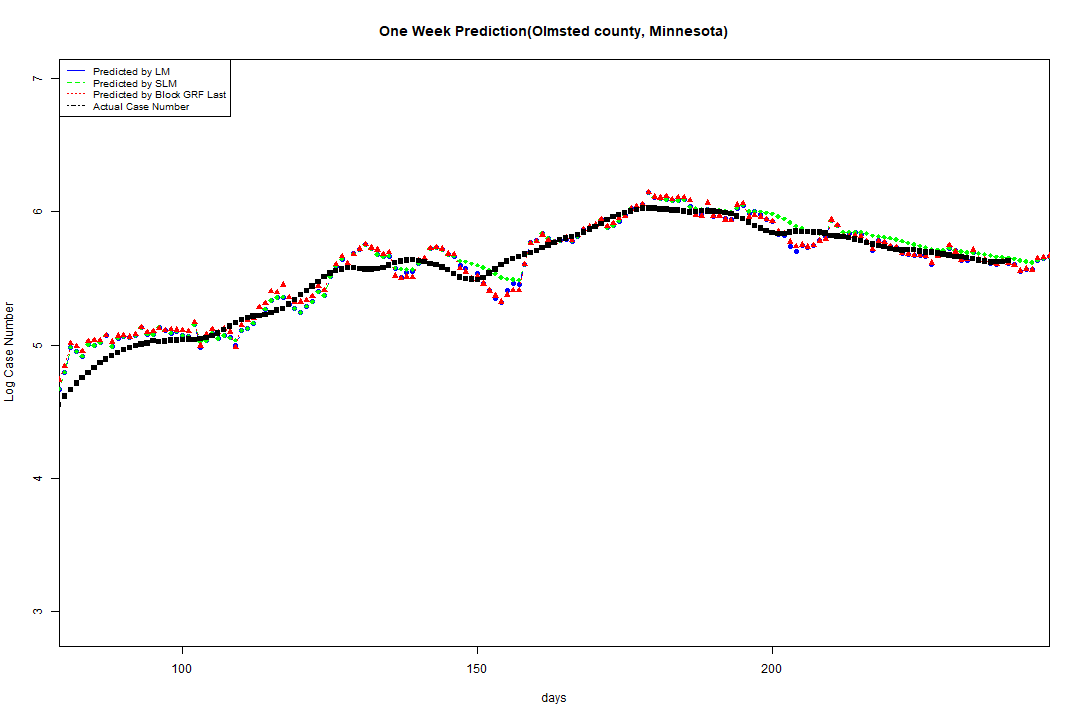 One Week Prediction(Olmsted county, Minnesota)
Predicted by LM
Predicted by SLM
Predicted by Block GRF Last
Actual Case Number
7
6
5
4
3
Log Case Number
100
150
200
days